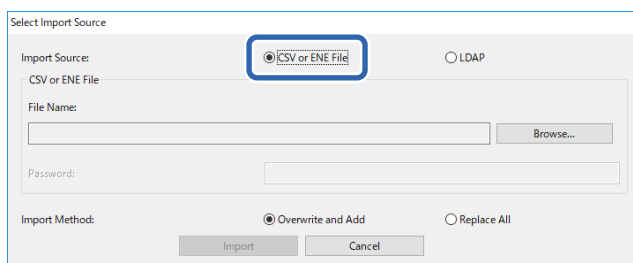 Select Import Source
Import Source: CSV or ENE File LDAP
CSV or ENE File
File Name:
Browse...
Password:
Import Method: Overwrite and Add Replace All
Import Cancel